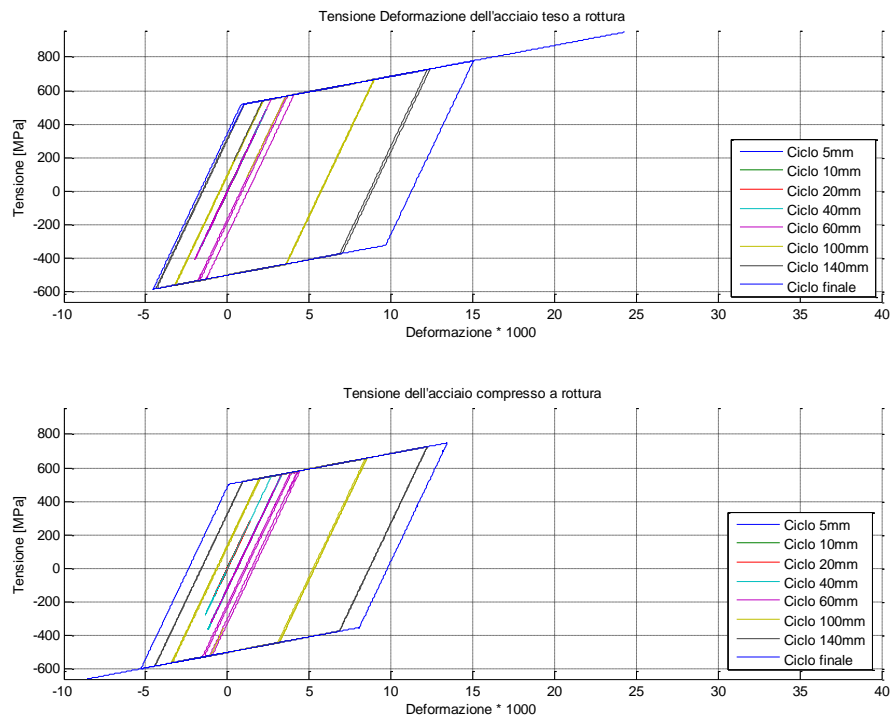 Tensione Deformazione dell'acciaio teso a rottura
800
600
400
200
0
-200
-400
-600
Tensione [MPa]
-10 -5 0 5 10 15 20 25 30 35 40
Deformazione * 1000
Ciclo 5mm
Ciclo 10mm
Ciclo 20mm
Ciclo 40mm
Ciclo 60mm
Ciclo 100mm
Ciclo 140mm
Ciclo finale
Tensione dell'acciaio compresso a rottura
800
600
400
200
0
-200
-400
-600
Tensione [MPa]
-10 -5 0 5 10 15 20 25 30 35 40
Deformazione * 1000
Ciclo 5mm
Ciclo 10mm
Ciclo 20mm
Ciclo 40mm
Ciclo 60mm
Ciclo 100mm
Ciclo 140mm
Ciclo finale